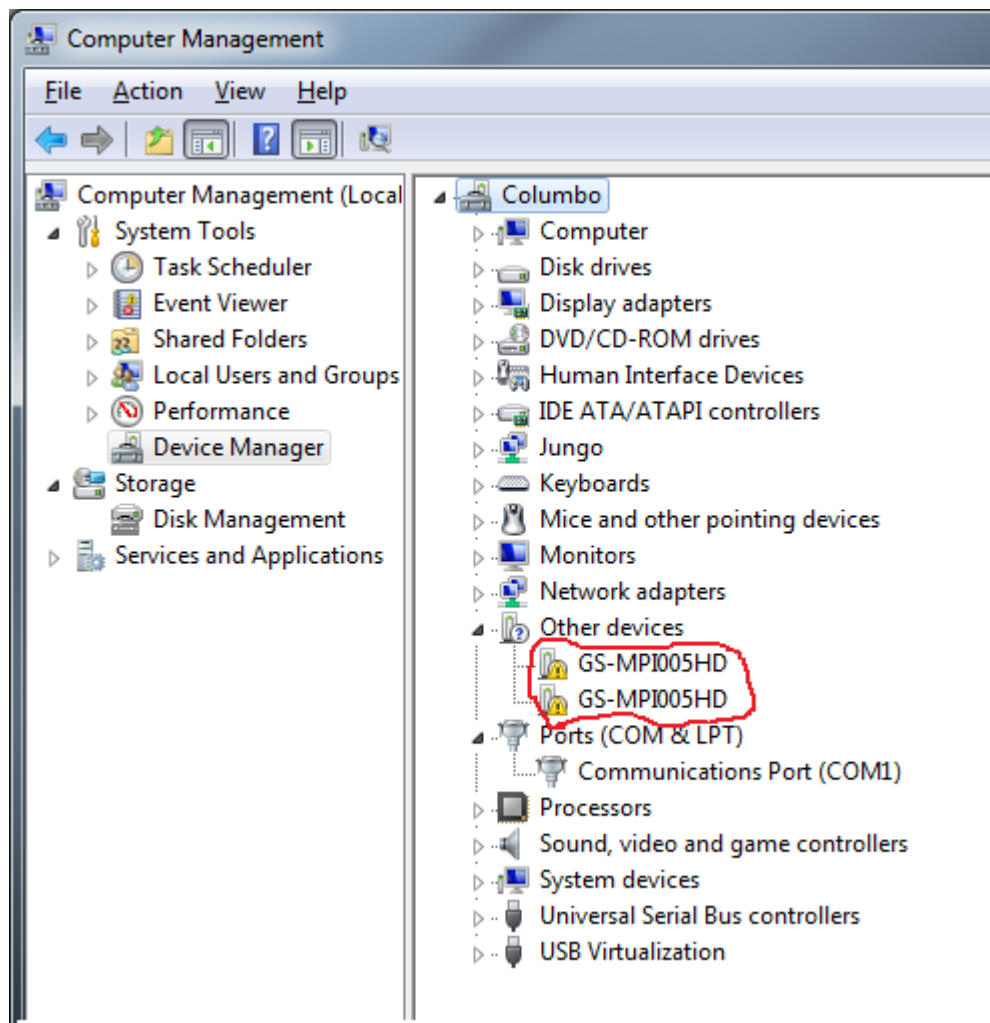 Computer Management
File Action View Help
Computer Management (Local
System Tools
Task Scheduler
Event Viewer
Shared Folders
Local Users and Groups
Performance
Device Manager
Storage
Disk Management
Services and Applications
Columbo
Computer
Disk drives
Display adapters
DVD/CD-ROM drives
Human Interface Devices
IDE ATA/ATAPI controllers
Jungo
Keyboards
Mice and other pointing devices
Monitors
Network adapters
Other devices
GS-MPI005HD
GS-MPI005HD
Ports (COM & LPT)
Communications Port (COM1)
Processors
Sound, video and game controllers
System devices
Universal Serial Bus controllers
USB Virtualization